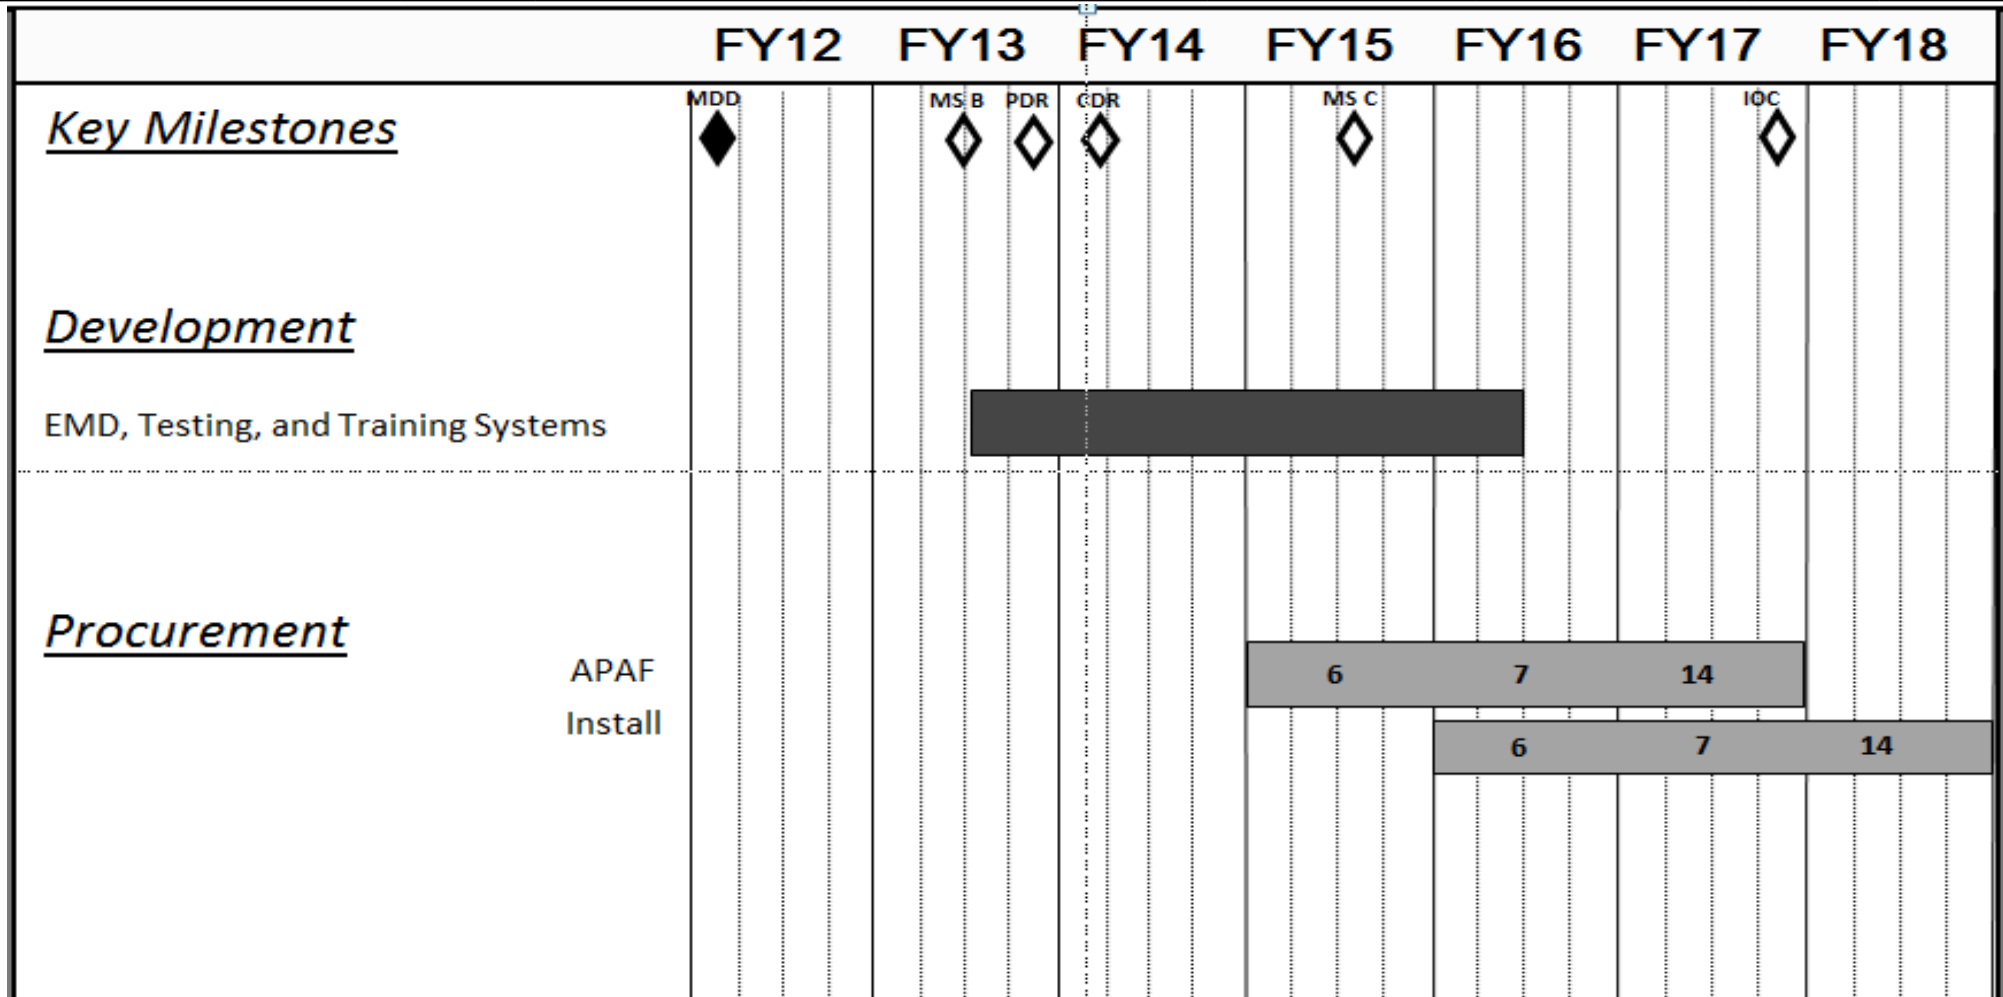 FY12 FY13 FY14 FY15 FY16 FY17 FY18
MDD MS B PDR CDR MS C IOC
Key Milestones
Development
EMD, Testing, and Training Systems
Procurement
APAF 6 7 14
Install 6 7 14